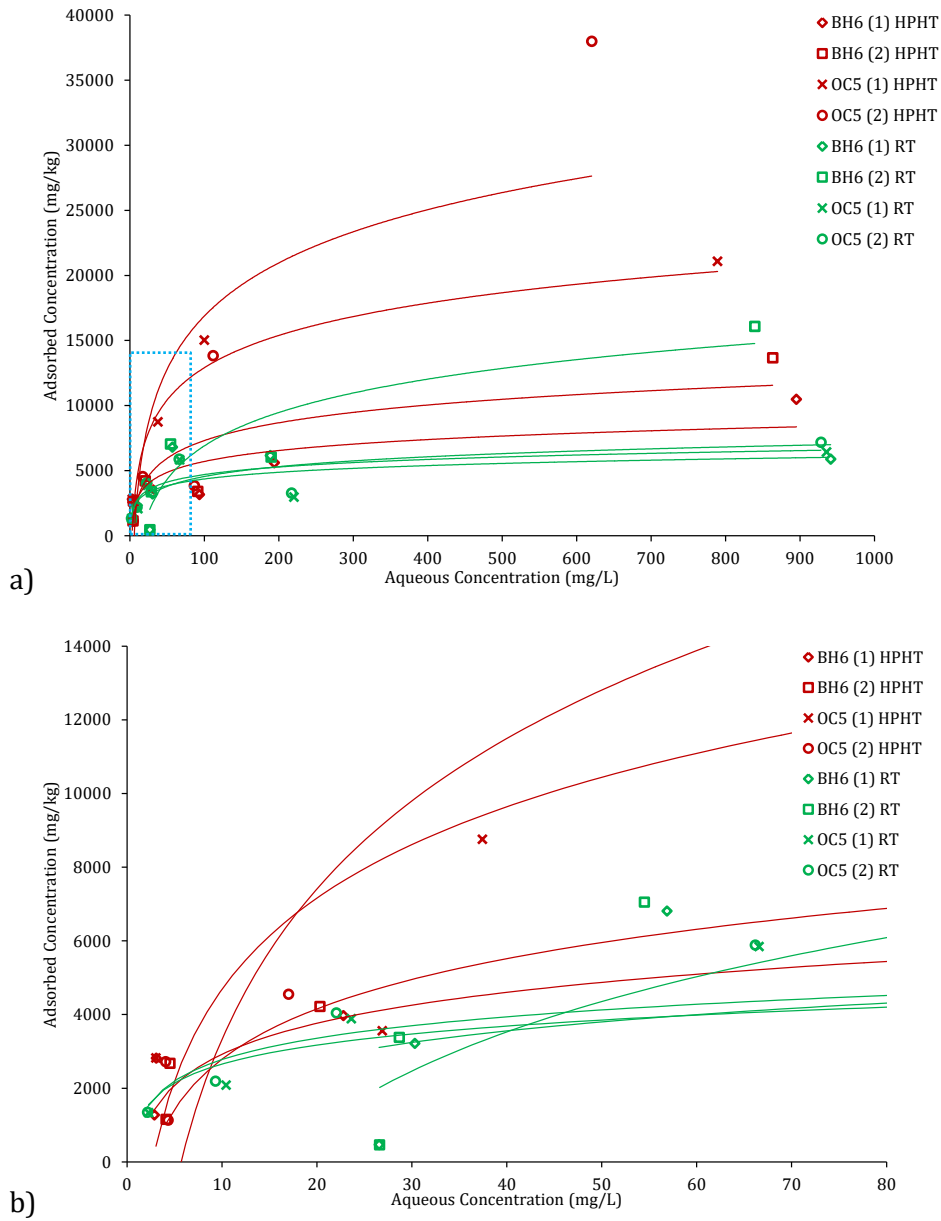 40000
35000
30000
25000
20000
15000
10000
5000
0
Adsorbed Concentration (mg/kg)
0 100 200 300 400 500 600 700 800 900 1000
Aqueous Concentration (mg/L)
BH6 (1) HPHT
BH6 (2) HPHT
OC5 (1) HPHT
OC5 (2) HPHT
BH6 (1) RT
BH6 (2) RT
OC5 (1) RT
OC5 (2) RT
a)
14000
12000
10000
8000
6000
4000
2000
0
Adsorbed Concentration (mg/kg)
0 10 20 30 40 50 60 70 80
Aqueous Concentration (mg/L)
BH6 (1) HPHT
BH6 (2) HPHT
OC5 (1) HPHT
OC5 (2) HPHT
BH6 (1) RT
BH6 (2) RT
OC5 (1) RT
OC5 (2) RT
b)